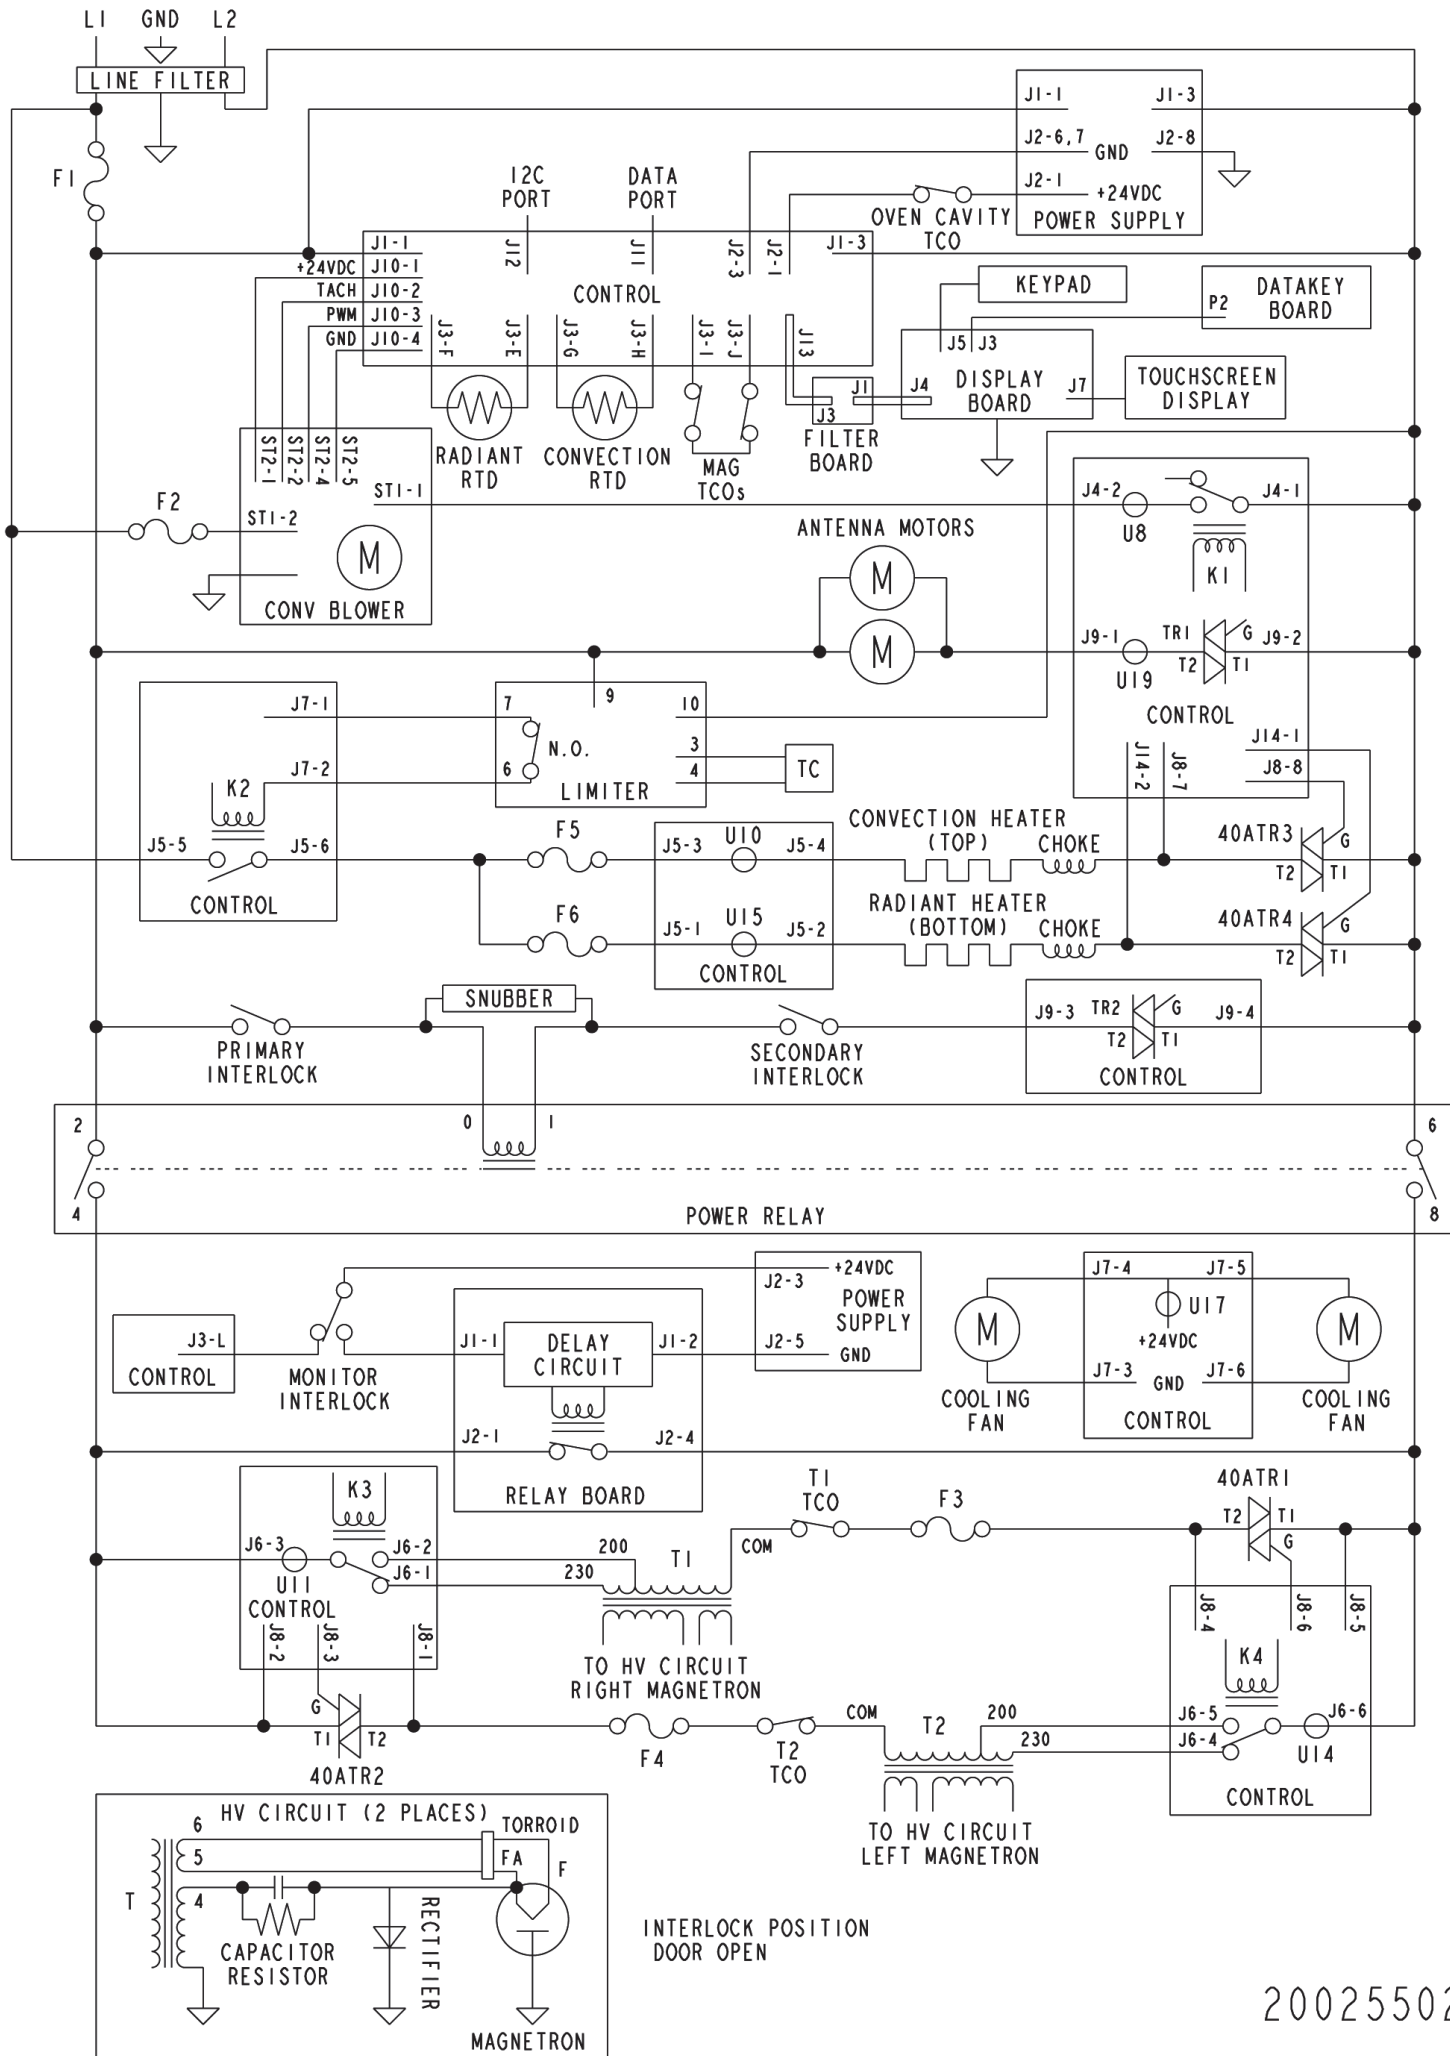 L1 GND L2
LINE FILTER
F1
J1-1 J1-3
J2-6,7 GND J2-8
J2-1 +24VDC
POWER SUPPLY
I2C
PORT
DATA
PORT
OVEN CAVITY
TCO
J1-1
+24VDC J10-1
TACH J10-2
PWM J10-3
GND J10-4
J12
J11
J2-3
J2-1
J1-3
CONTROL
J3-F
J3-E
J3-G
J3-H
J3-I
J3-J
J13
KEYPAD
P2
DATAKEY
BOARD
J5 J3
J4
DISPLAY
BOARD
J7
TOUCHSCREEN
DISPLAY
J1
J3
FILTER
BOARD
RADIANT
RTD
CONVECTION
RTD
MAG
TCOs
ST2-1
ST2-2
ST2-4
ST2-5
ST1-1
F2
ST1-2
M
CONV BLOWER
ANTENNA MOTORS
M
M
J4-2
U8
J4-1
K1
J9-1
U19
TR1
G
J9-2
T2
T1
CONTROL
J14-2
J8-7
J14-1
J8-8
J7-1
J7-2
K2
J5-5
J5-6
CONTROL
7
9
10
N.O.
3
6
4
LIMITER
TC
F5
F6
J5-3
U10
J5-4
J5-1
U15
J5-2
CONTROL
CONVECTION HEATER
(TOP)
CHOKE
RADIANT HEATER
(BOTTOM)
CHOKE
40ATR3
G
T2
T1
40ATR4
G
T2
T1
SNUBBER
PRIMARY
INTERLOCK
SECONDARY
INTERLOCK
J9-3
TR2
G
J9-4
T2
T1
CONTROL
2
0
1
6
4
8
POWER RELAY
J3-L
CONTROL
MONITOR
INTERLOCK
J1-1
DELAY
CIRCUIT
J1-2
J2-1
J2-4
RELAY BOARD
+24VDC
J2-3
POWER
SUPPLY
J2-5
GND
M
COOLING
FAN
J7-4
J7-5
U17
+24VDC
J7-3
GND
J7-6
CONTROL
M
COOLING
FAN
K3
J6-3
U11
J6-2
J6-1
CONTROL
J8-2
J8-3
J8-1
200
230
T1
COM
T1
TCO
F3
40ATR1
T2
T1
G
TO HV CIRCUIT
RIGHT MAGNETRON
J8-4
J8-6
J8-5
K4
J6-5
J6-6
J6-4
U14
CONTROL
G
T1
T2
40ATR2
F4
T2
TCO
COM
T2
200
230
TO HV CIRCUIT
LEFT MAGNETRON
HV CIRCUIT (2 PLACES)
6
5
T
4
TORROID
FA
F
CAPACITOR
RESISTOR
RECTIFIER
MAGNETRON
INTERLOCK POSITION
DOOR OPEN
2002550